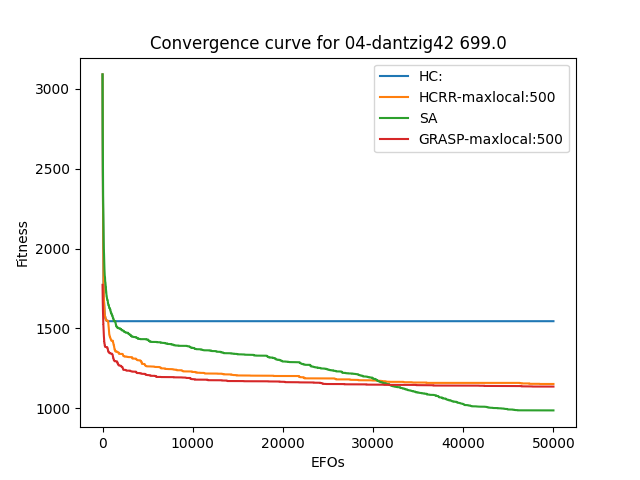 Convergence curve for 04-dantzig42 699.0
HC:
HCRR-maxlocal:500
SA
GRASP-maxlocal:500
Fitness
3000
2500
2000
1500
1000
0 10000 20000 30000 40000 50000
EFOs